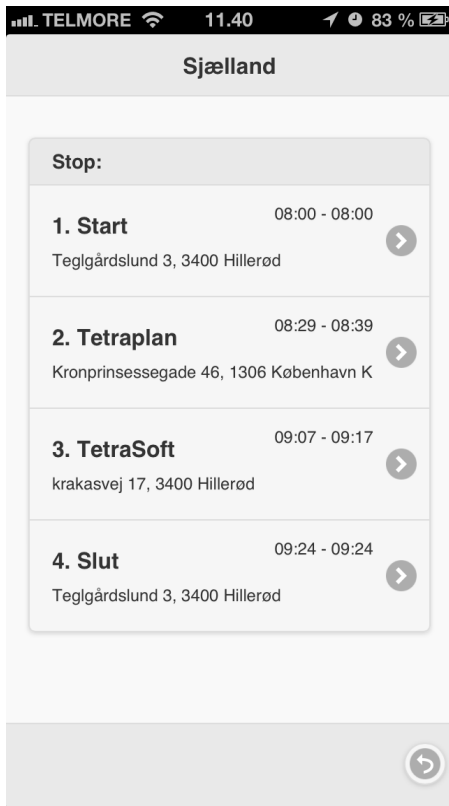 TELMORE 11.40 83 %
Sjælland
Stop:
1. Start 08:00 - 08:00
Teglgårdslund 3, 3400 Hillerød
2. Tetraplan 08:29 - 08:39
Kronprinsessegade 46, 1306 København K
3. TetraSoft 09:07 - 09:17
krakasvej 17, 3400 Hillerød
4. Slut 09:24 - 09:24
Teglgårdslund 3, 3400 Hillerød